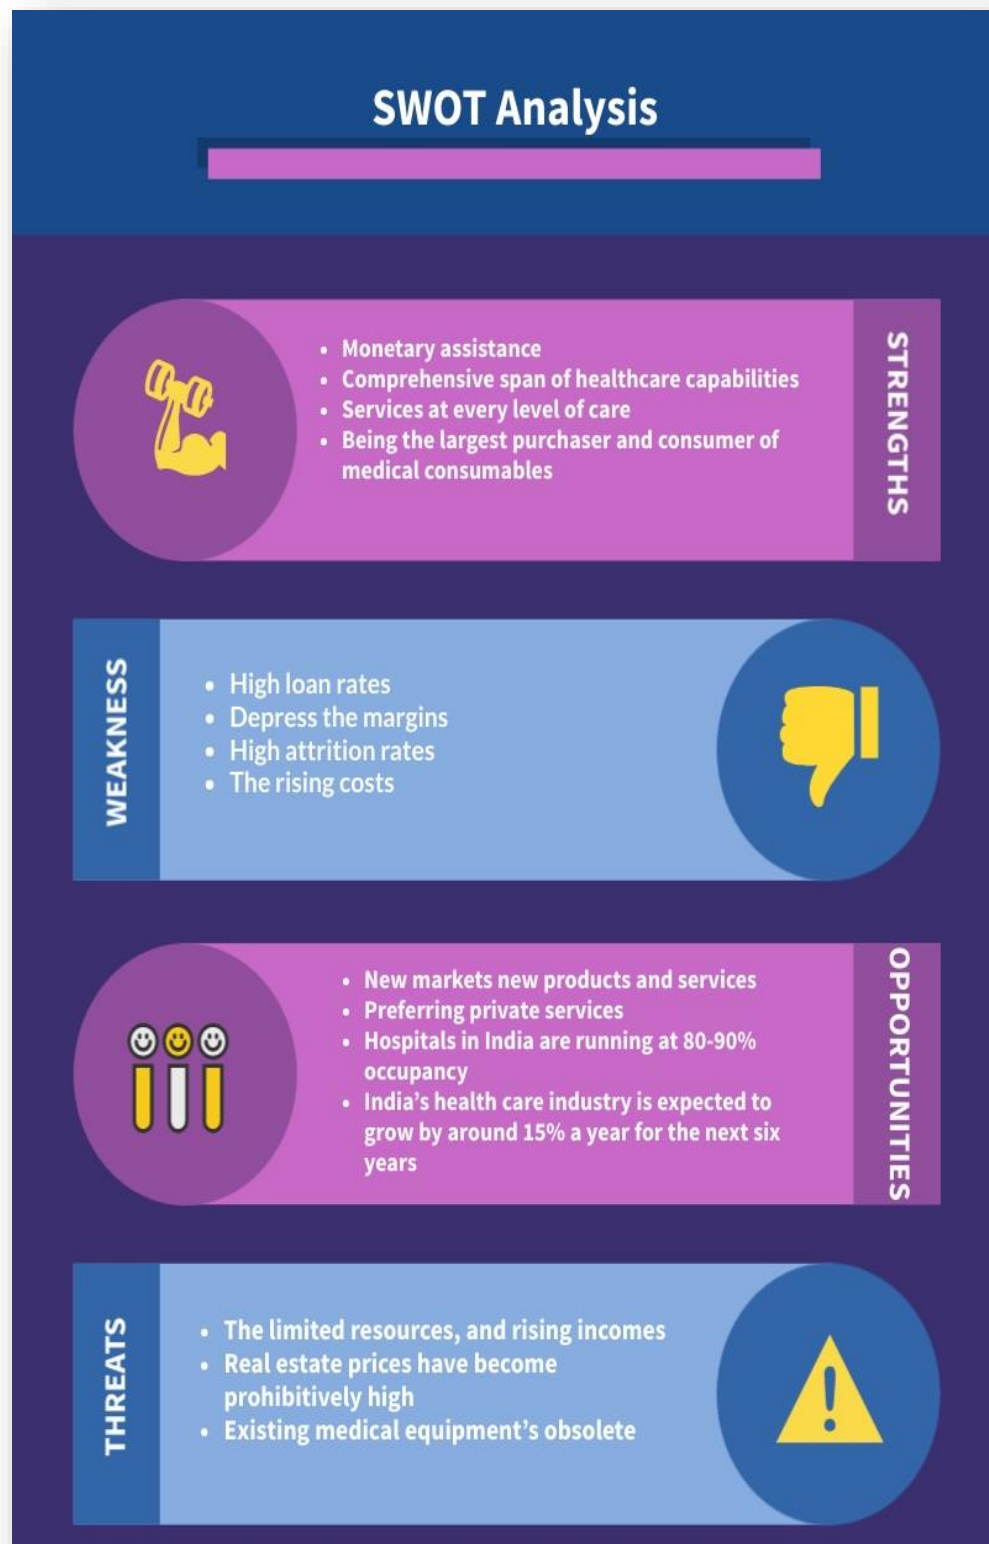 SWOT Analysis
• Monetary assistance
• Comprehensive span of healthcare capabilities
• Services at every level of care
• Being the largest purchaser and consumer of
medical consumables
STRENGTHS
WEAKNESS
• High loan rates
• Depress the margins
• High attrition rates
• The rising costs
• New markets new products and services
• Preferring private services
• Hospitals in India are running at 80-90%
occupancy
• India’s health care industry is expected to
grow by around 15% a year for the next six
years
OPPORTUNITIES
THREATS
• The limited resources, and rising incomes
• Real estate prices have become
prohibitively high
• Existing medical equipment’s obsolete